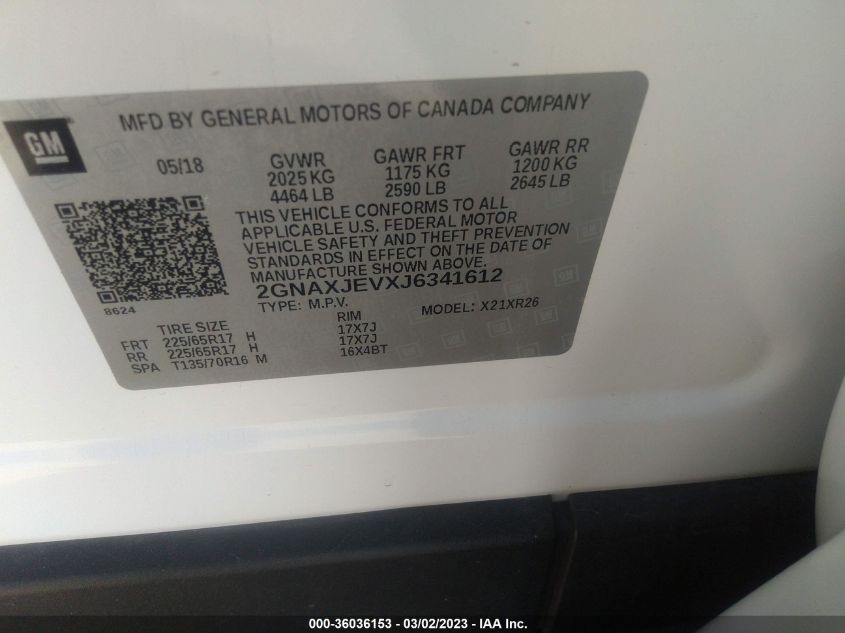 MFD BY GENERAL MOTORS OF CANADA COMPANY
GM
05/18 GVWR GAWR FRT GAWR RR
2025 KG 1175 KG 1200 KG
4464 LB 2590 LB 2645 LB
THIS VEHICLE CONFORMS TO ALL
APPLICABLE U.S. FEDERAL MOTOR
VEHICLE SAFETY AND THEFT PREVENTION
STANDARDS IN EFFECT ON THE DATE OF
MANUFACTURE SHOWN ABOVE.
2GNAXJEVXJ6341612
8624
TYPE: M.P.V. MODEL: X21XR26
TIRE SIZE RIM
FRT 225/65R17 H 17X7J
RR 225/65R17 H 17X7J
SPA T135/70R16 M 16X4BT
000-36036153 - 03/02/2023 - IAA Inc.